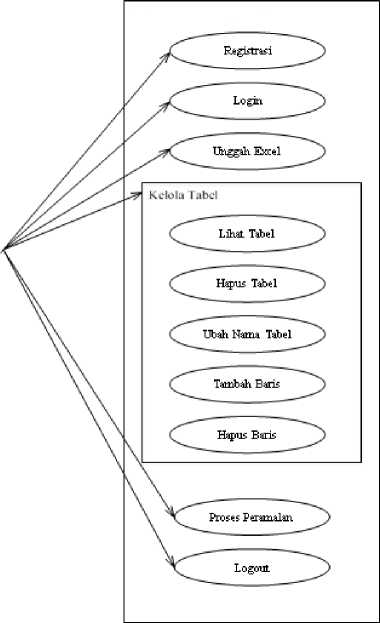 Registrasi
Login
Unggah Excel
Kelola Tabel
Lihat Tabel
Hapus Tabel
Ubah Nama Tabel
Tambah Baris
Hapus Baris
Proses Peramalan
Logout